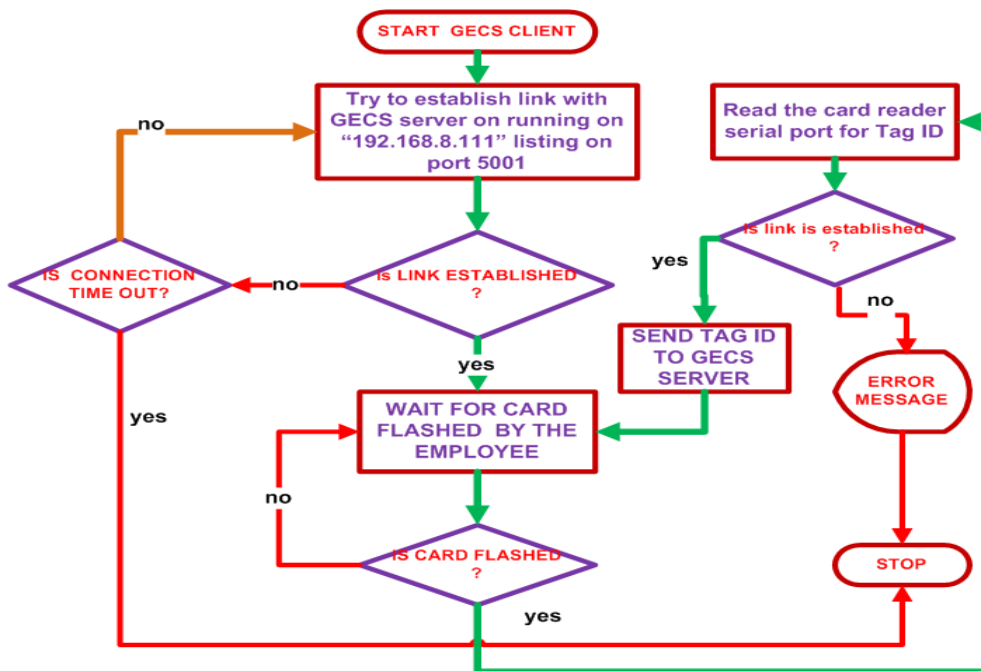 START GECS CLIENT
Try to establish link with
GECS server on running on
“192.168.8.111” listing on
port 5001
no
IS CONNECTION
TIME OUT?
no
Is LINK ESTABLISHED
?
yes
yes
WAIT FOR CARD
FLASHED BY THE
EMPLOYEE
no
IS CARD FLASHED
?
yes
Read the card reader
serial port for Tag ID
Is link is established
?
yes
no
SEND TAG ID
TO GECS
SERVER
ERROR
MESSAGE
STOP